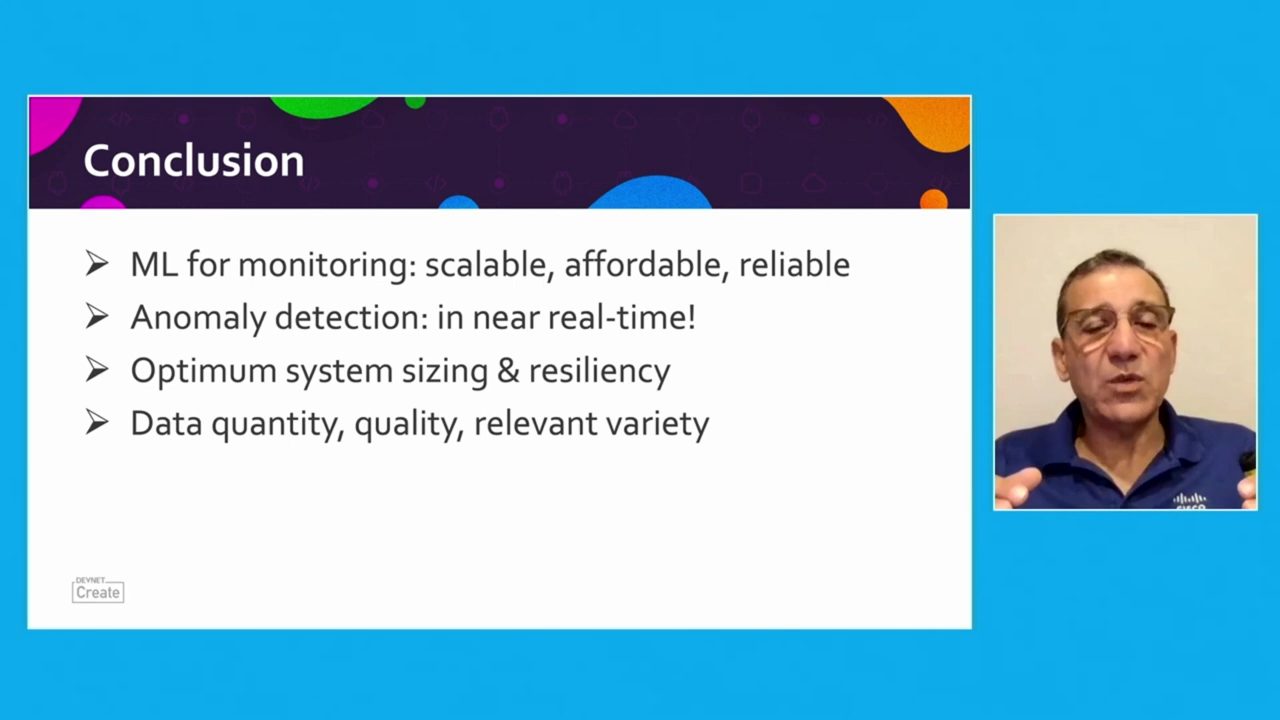 Conclusion
ML for monitoring: scalable, affordable, reliable
Anomaly detection: in near real-time!
Optimum system sizing & resiliency
Data quantity, quality, relevant variety
DEVNET
Create
CISCO